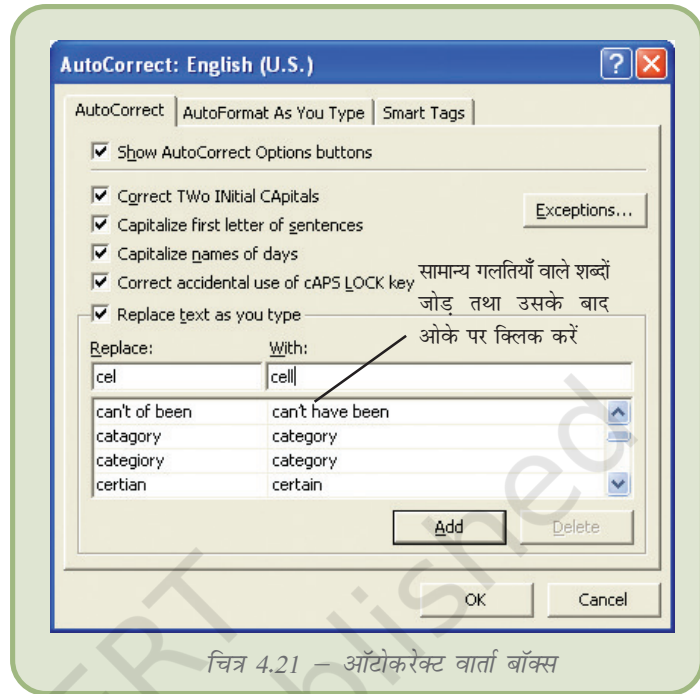 AutoCorrect: English (U.S.)
AutoCorrect AutoFormat As You Type Smart Tags
Show AutoCorrect Options buttons
Correct TWo INitial CApitals
Exceptions...
Capitalize first letter of sentences
Capitalize names of days
Correct accidental use of cAPS LOCK key
सामान्य गलतियाँ वाले शब्दों
जोड़ तथा उसके बाद
ओके पर क्लिक करें
Replace text as you type
Replace: With:
cel cell
can't of been can't have been
catagory category
categiory category
certian certain
Add Delete
OK Cancel
चित्र 4.21 – ऑटोकरेक्ट वार्ता बॉक्स